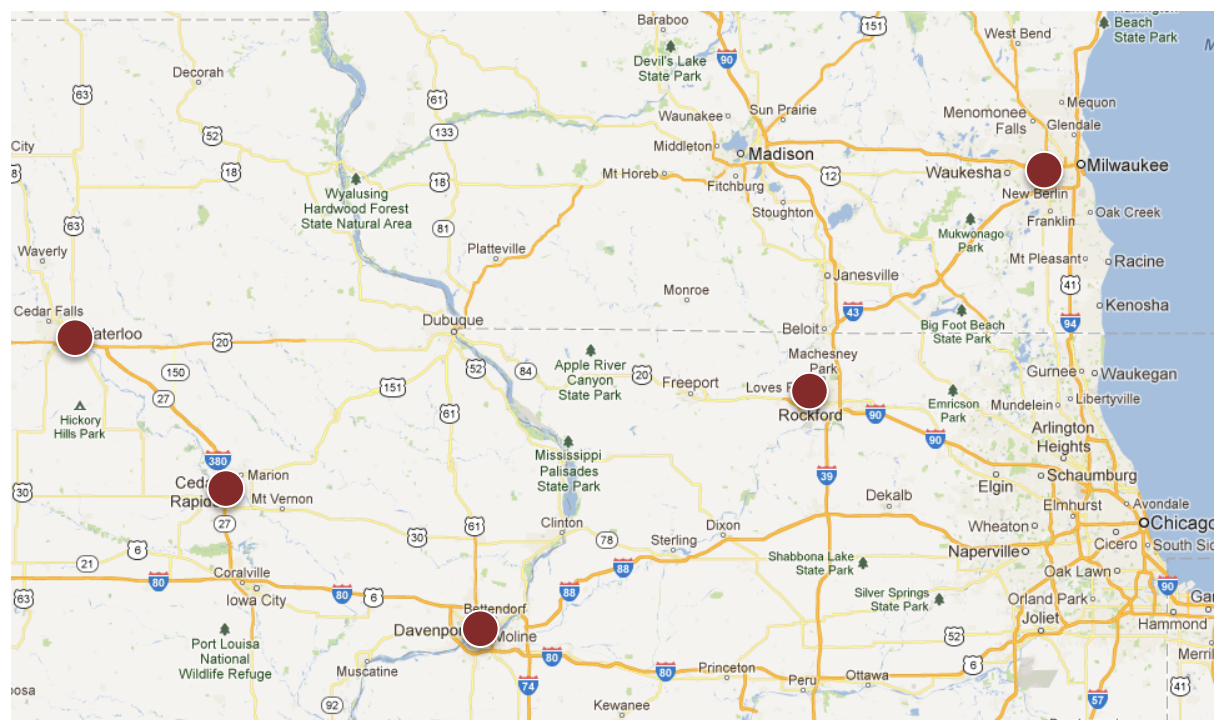 Baraboo
151
Harrington
Beach
State Park
West Bend
90
Devil's Lake
State Park
Decorah
63
61
Sun Prairie
Mequon
Waunakee
Menomonee
Falls
Glendale
52
133
City
Middleton
Madison
Milwaukee
18
18
Mt Horeb
Fitchburg
12
Waukesha
New Berlin
Wyalusing
Hardwood Forest
State Natural Area
Stoughton
Oak Creek
Franklin
63
81
Mukwonago
Park
Waverly
Platteville
Mt Pleasant
Racine
Janesville
41
Monroe
Kenosha
Cedar Falls
43
Dubuque
Big Foot Beach
State Park
94
Beloit
Waterloo
20
Machesney
Park
Apple River
Canyon
State Park
150
52
84
20
Freeport
Loves P
Gurnee
Waukegan
151
27
Emricson
Park
Mundelein
Libertyville
Hickory
Hills Park
61
Rockford
90
90
Arlington
Heights
Mississippi
Palisades
State Park
380
Marion
Cedar
Rapids
Mt Vernon
39
Schaumburg
Elgin
30
Dekalb
Avondale
Elmhurst
27
61
Clinton
Dixon
Wheaton
Chicago
30
78
Sterling
Cicero
South Sid
6
21
Naperville
Shabbona Lake
State Park
88
Coralville
80
80
6
88
Oak Lawn
90
Iowa City
63
Bettendorf
Silver Springs
State Park
Orland Park
Gar
Joliet
Hammond
Davenport
Moline
52
Port Louisa
National
Wildlife Refuge
80
Muscatine
80
Princeton
6
Merril
Ottawa
Peru
74
41
57
92
Kewanee